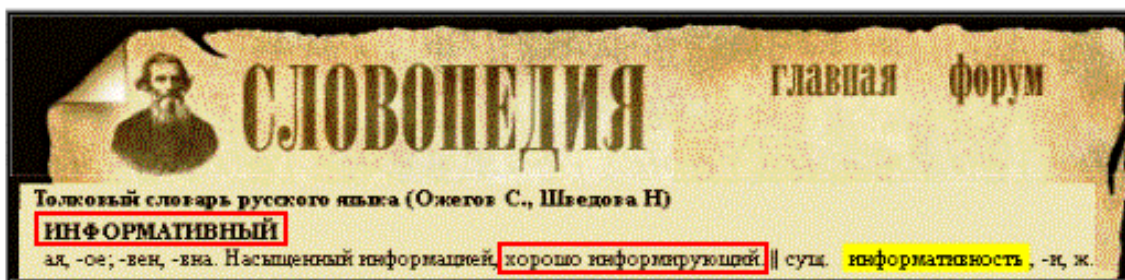 СЛОВОПЕДИЯ главная форум
Толковый словарь русского языка (Ожегов С., Шведова Н)
ИНФОРМАТИВНЫЙ
ая, -ое; -вен, -вна. Насыщенный информацией, хорошо информирующий. || сущ. информативность, -и, ж.